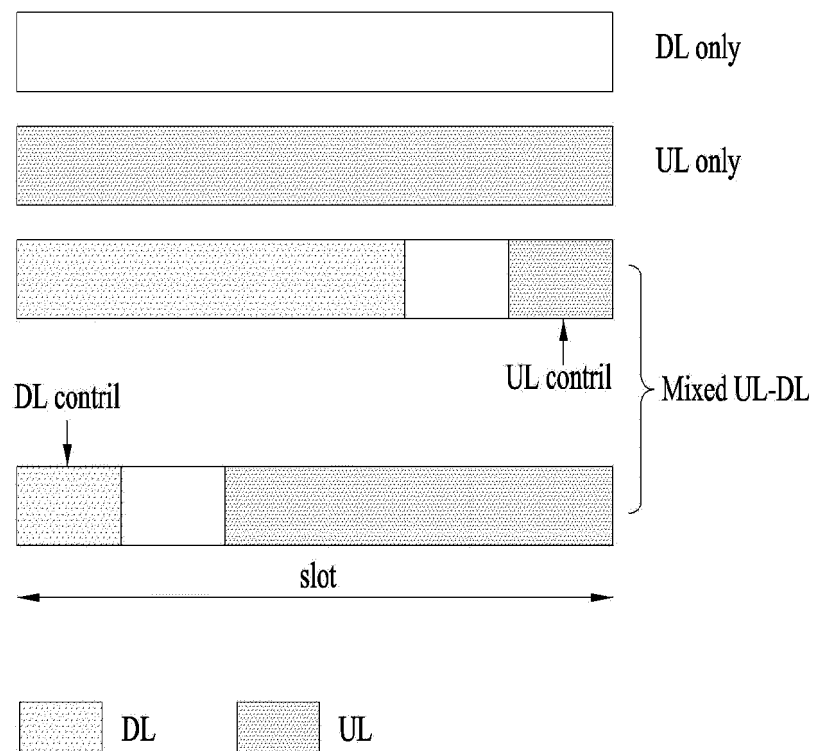 DL only
UL only
UL contril
DL contril
Mixed UL-DL
slot
DL
UL